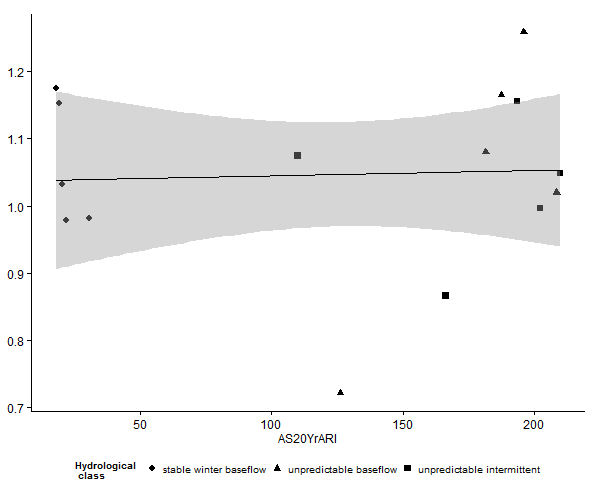 1.2
1.1
1.0
0.9
0.8
0.7
50 100 150 200
AS20YrARI
Hydrological class stable winter baseflow unpredictable baseflow unpredictable intermittent